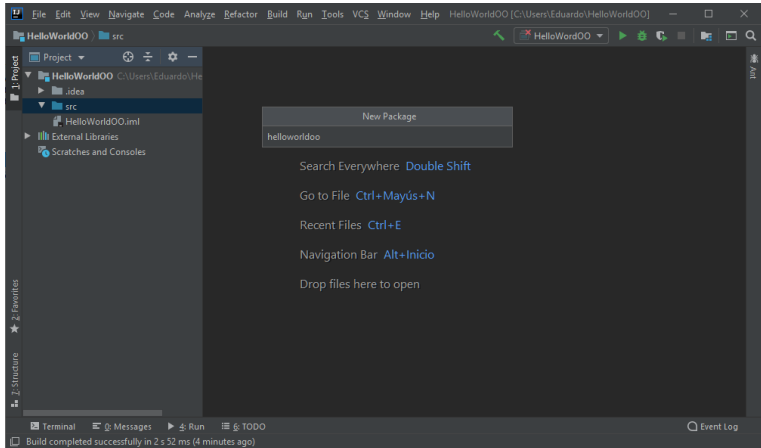 File Edit View Navigate Code Analyze Refactor Build Run Tools VCS Window Help HelloWorldOO [C:\Users\Eduardo\HelloWorldOO]
HelloWorldOO src HelloWordOO
1: Project
Project
Ant
HelloWorldOO C:\Users\Eduardo\He
.idea
src
HelloWorldOO.iml
External Libraries
Scratches and Consoles
New Package
helloworldoo
Search Everywhere Double Shift
Go to File Ctrl+Mayús+N
Recent Files Ctrl+E
Navigation Bar Alt+Inicio
Drop files here to open
2: Favorites
7: Structure
Terminal 0: Messages 4: Run 6: TODO Event Log
Build completed successfully in 2 s 52 ms (4 minutes ago)